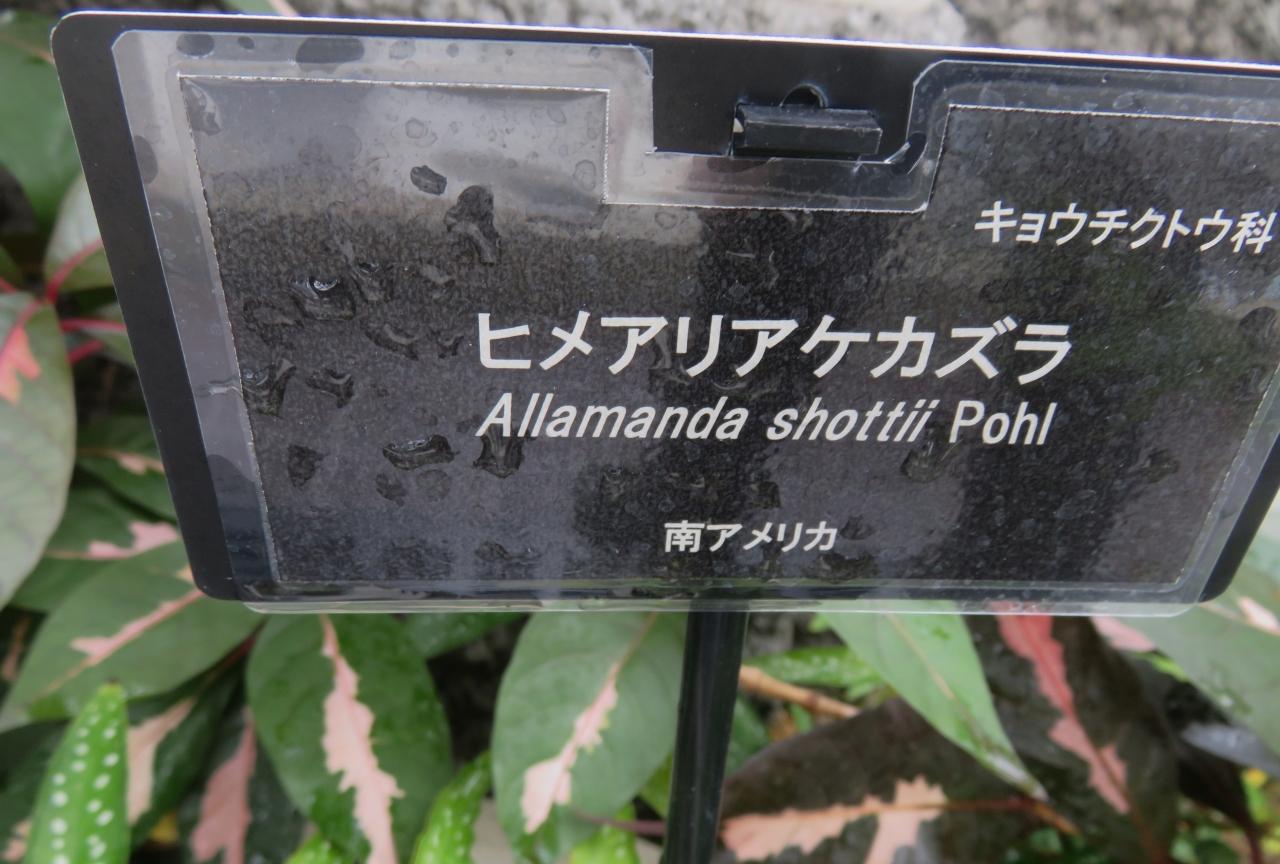 キョウチクトウ科
ヒメアリアケカズラ
Allamanda shottii Pohl
南アメリカ